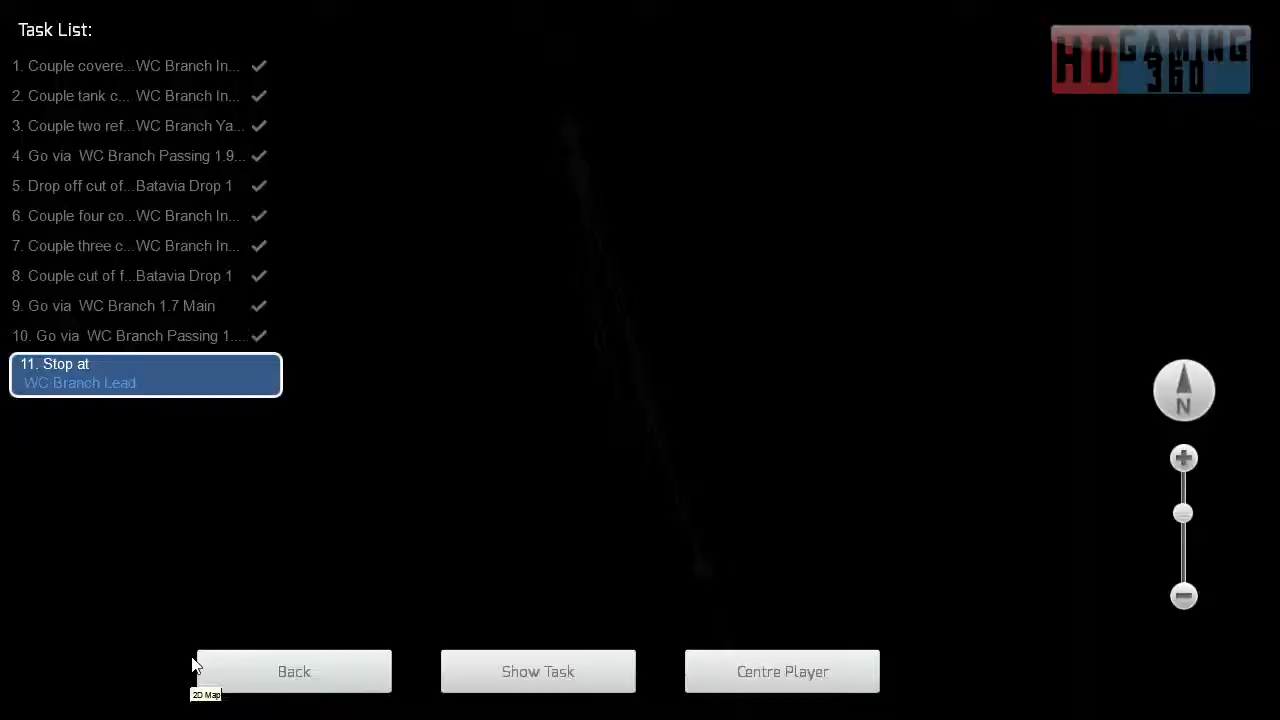 Task List:
1. Couple covere...WC Branch In...
2. Couple tank c... WC Branch In...
3. Couple two ref...WC Branch Ya...
4. Go via  WC Branch Passing 1.9...
5. Drop off cut of...Batavia Drop 1
6. Couple four co...WC Branch In...
7. Couple three c...WC Branch In...
8. Couple cut of f...Batavia Drop 1
9. Go via  WC Branch 1.7 Main
10. Go via  WC Branch Passing 1....
11. Stop at
WC Branch Lead
HD GAMING
360
N
Back
Show Task
Centre Player
2D Map